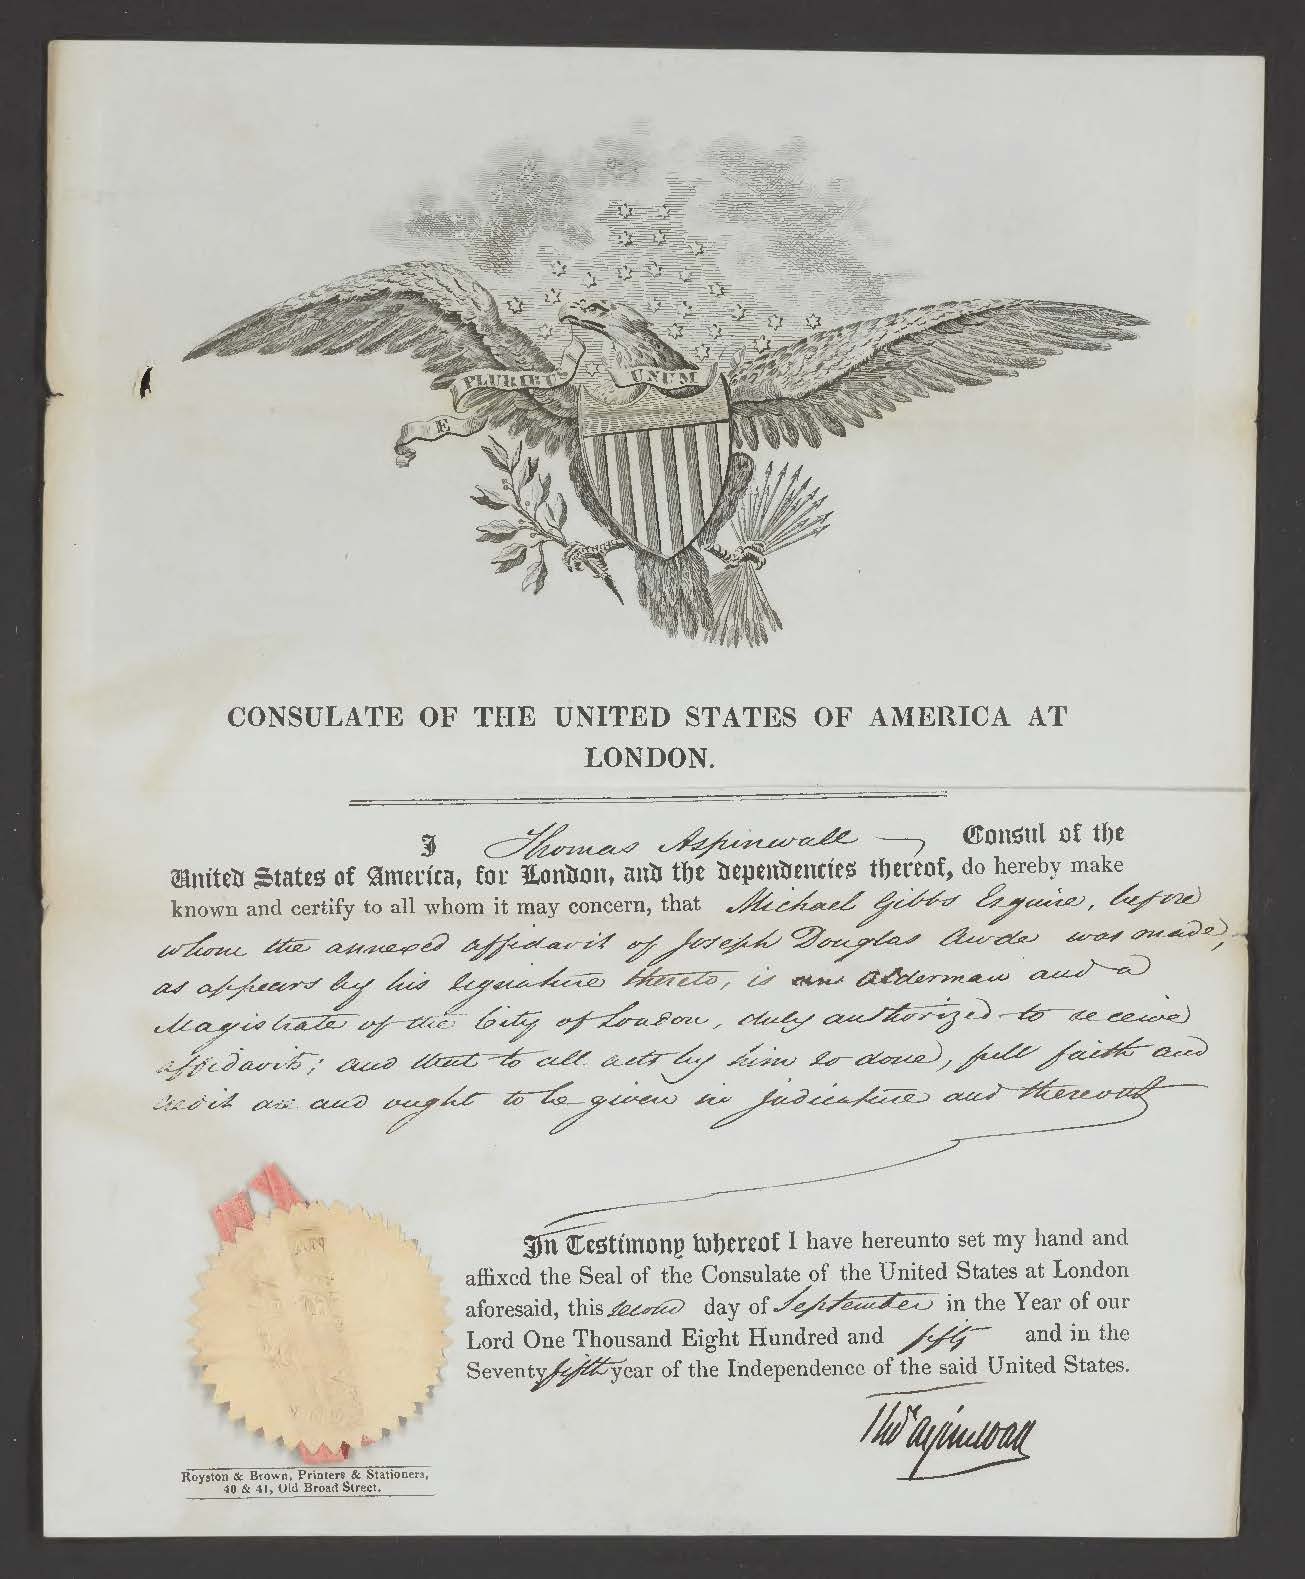 E PLURIBU UNUM
CONSULATE OF THE UNITED STATES OF AMERICA AT
LONDON.
I Thomas Aspinwall Consul of the
United States of America, for London, and the dependencies thereof, do hereby make
known and certify to all whom it may concern, that Michael Gibbs Esquire, before
whom the annexed affidavit of Joseph Douglas Awde was made,
as appears by his signature thereto, is an Alderman and a
Magistrate of the City of London, duly authorized to receive
affidavits; and that to all acts by him so done, full faith and
credit are and ought to be given in judicature and thereout
In Testimony whereof I have hereunto set my hand and
affixed the Seal of the Consulate of the United States at London
aforesaid, this second day of September in the Year of our
Lord One Thousand Eight Hundred and fifty and in the
Seventy fifth year of the Independence of the said United States.
Thos Aspinwall
Royston & Brown, Printers & Stationers,
40 & 41, Old Broad Street.